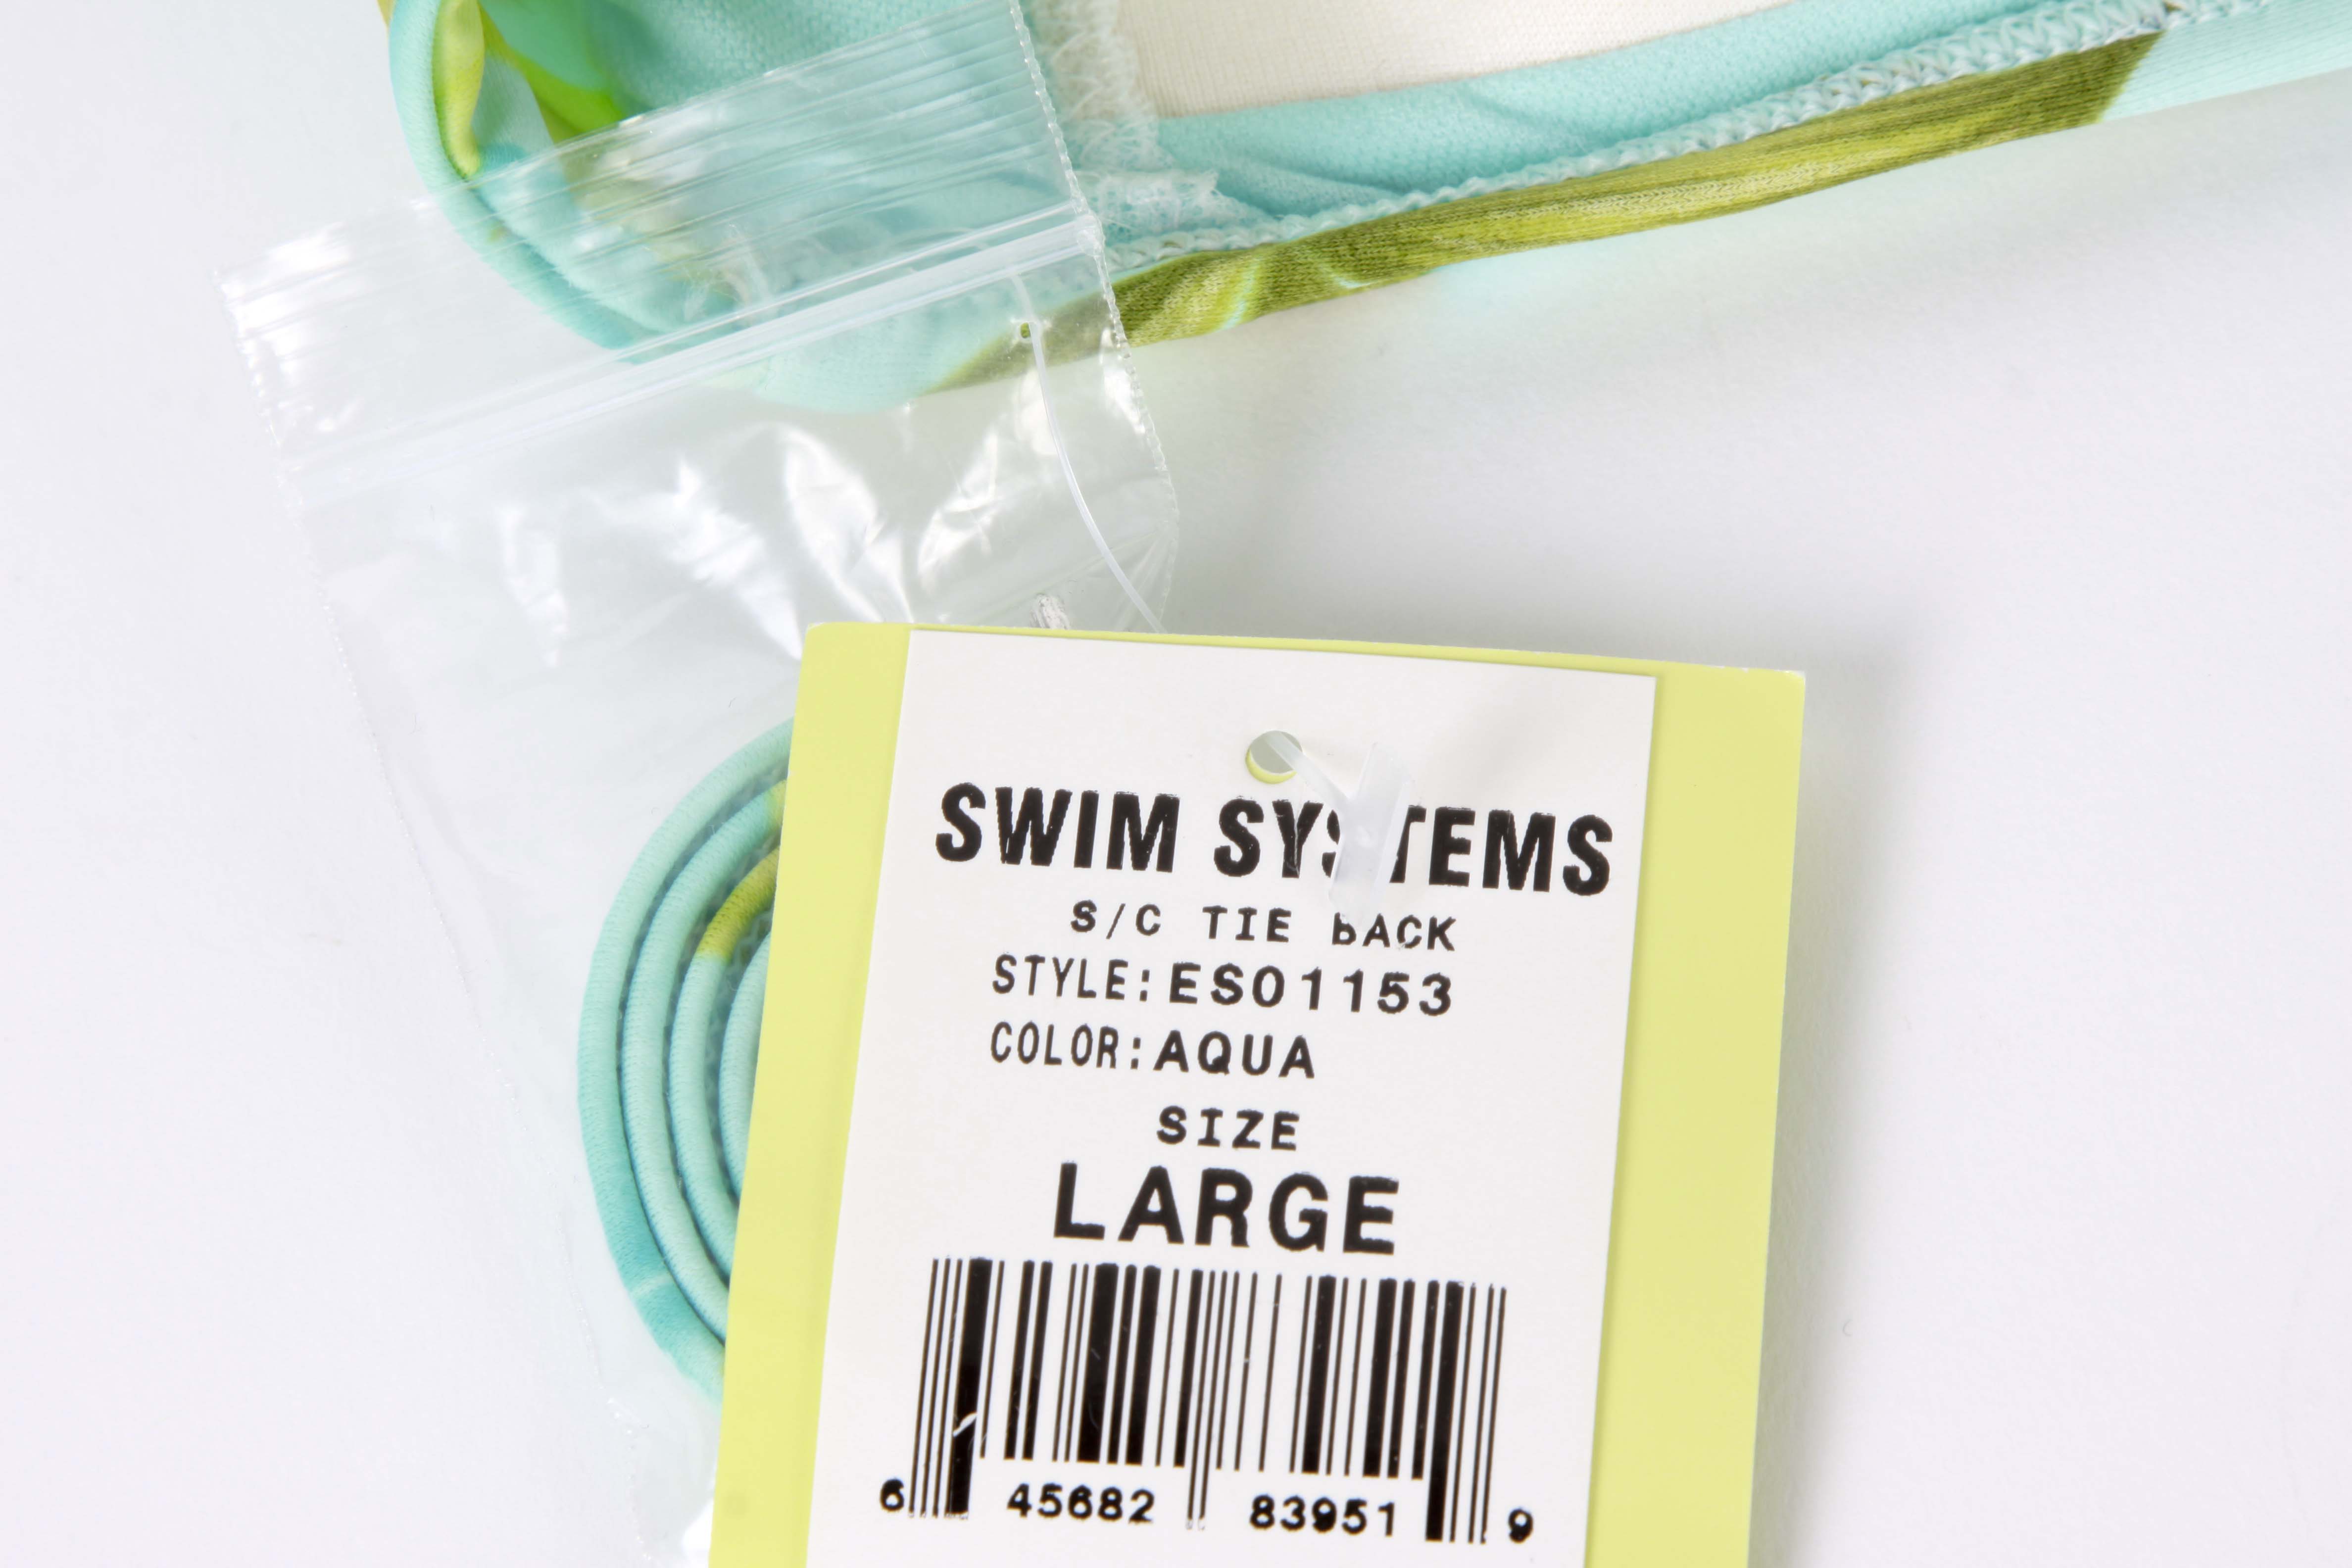 SWIM SYSTEMS
S/C TIE BACK
STYLE:ES01153
COLOR:AQUA
SIZE
LARGE
6 45682 83951 9